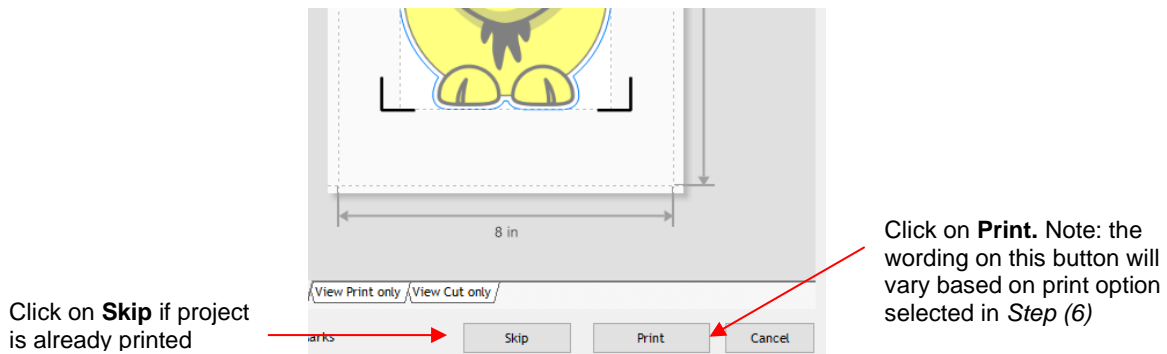 8 in
Click on Print. Note: the
wording on this button will
vary based on print option
selected in Step (6)
View Print only View Cut only
Click on Skip if project
is already printed
Skip Print Cancel